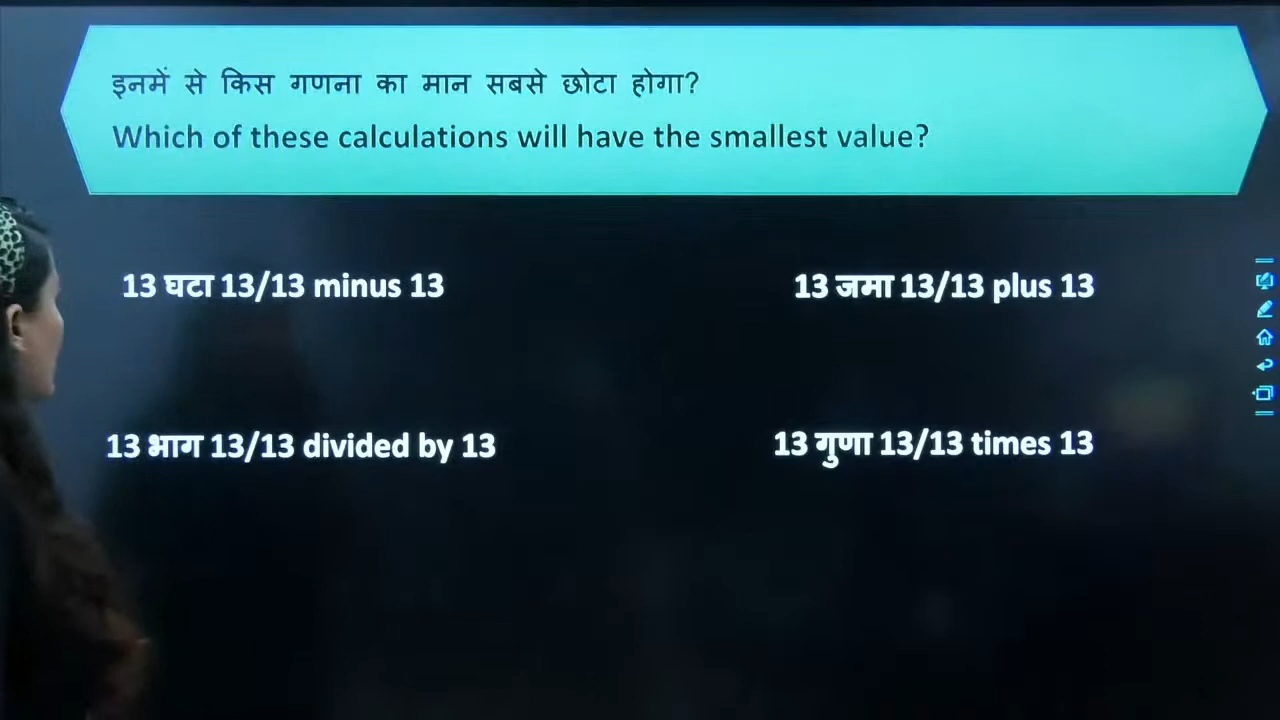 इनमें से किस गणना का मान सबसे छोटा होगा?
Which of these calculations will have the smallest value?
13 घटा 13/13 minus 13
13 जमा 13/13 plus 13
13 भाग 13/13 divided by 13
13 गुणा 13/13 times 13